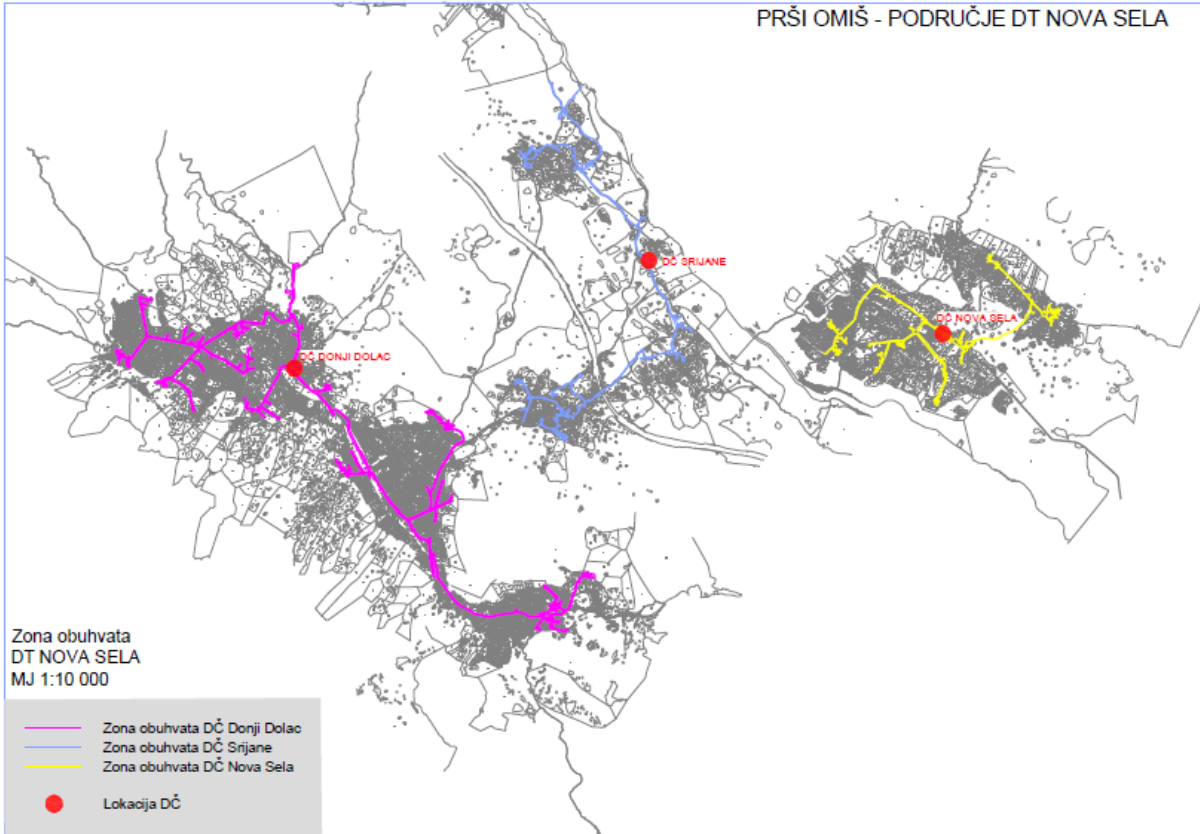 PRŠI OMIŠ - PODRUČJE DT NOVA SELA
DČ SRIJANE
DČ NOVA SELA
DČ DONJI DOLAC
Zona obuhvata
DT NOVA SELA
MJ 1:10 000
Zona obuhvata DČ Donji Dolac
Zona obuhvata DČ Srijane
Zona obuhvata DČ Nova Sela
Lokacija DČ